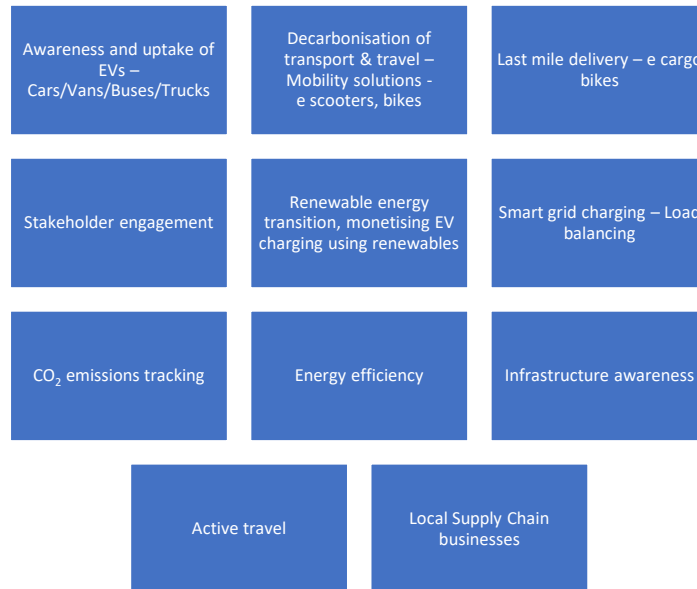 Awareness and uptake of
EVs –
Cars/Vans/Buses/Trucks
Decarbonisation of
transport & travel –
Mobility solutions -
e scooters, bikes
Last mile delivery – e cargo
bikes
Stakeholder engagement
Renewable energy
transition, monetising EV
charging using renewables
Smart grid charging – Load
balancing
CO₂ emissions tracking
Energy efficiency
Infrastructure awareness
Active travel
Local Supply Chain
businesses